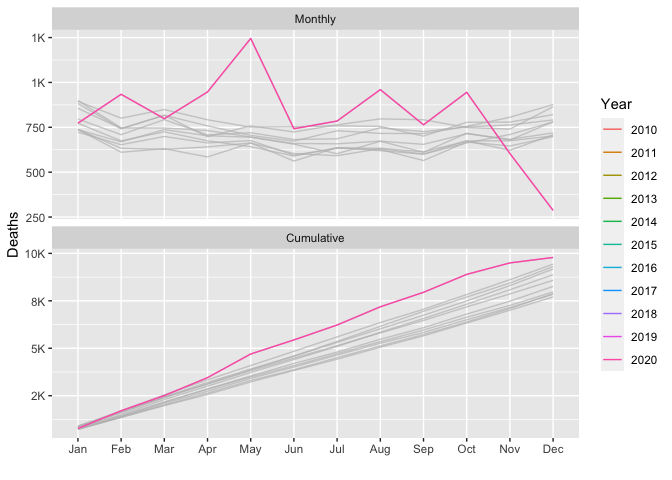 Monthly
1K
1K
750
500
250
Deaths
Cumulative
10K
8K
5K
2K
Jan Feb Mar Apr May Jun Jul Aug Sep Oct Nov Dec
Year
2010
2011
2012
2013
2014
2015
2016
2017
2018
2019
2020